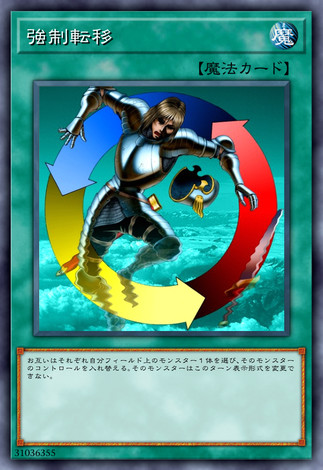 強制転移
魔
【魔法カード】
お互いはそれぞれ自分フィールド上のモンスター１体を選び、そのモンスター
のコントロールを入れ替える。そのモンスターはこのターン表示形式を変更で
きない。
31036355